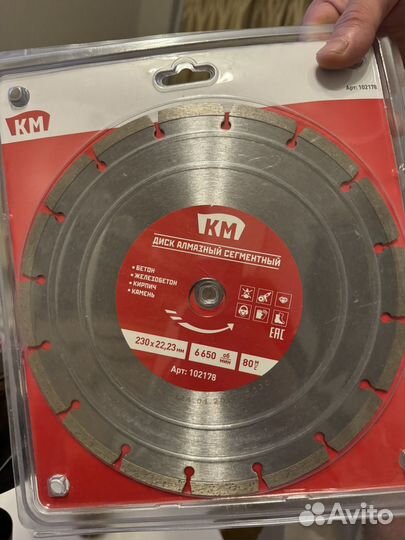 Арт: 102178
КМ
КМ
ДИСК АЛМАЗНЫЙ СЕГМЕНТНЫЙ
• БЕТОН
• ЖЕЛЕЗОБЕТОН
• КИРПИЧ
• КАМЕНЬ
ЕАС
230 x 22,23 мм
6 650 об/мин
80 м/с
Арт: 102178
Avito